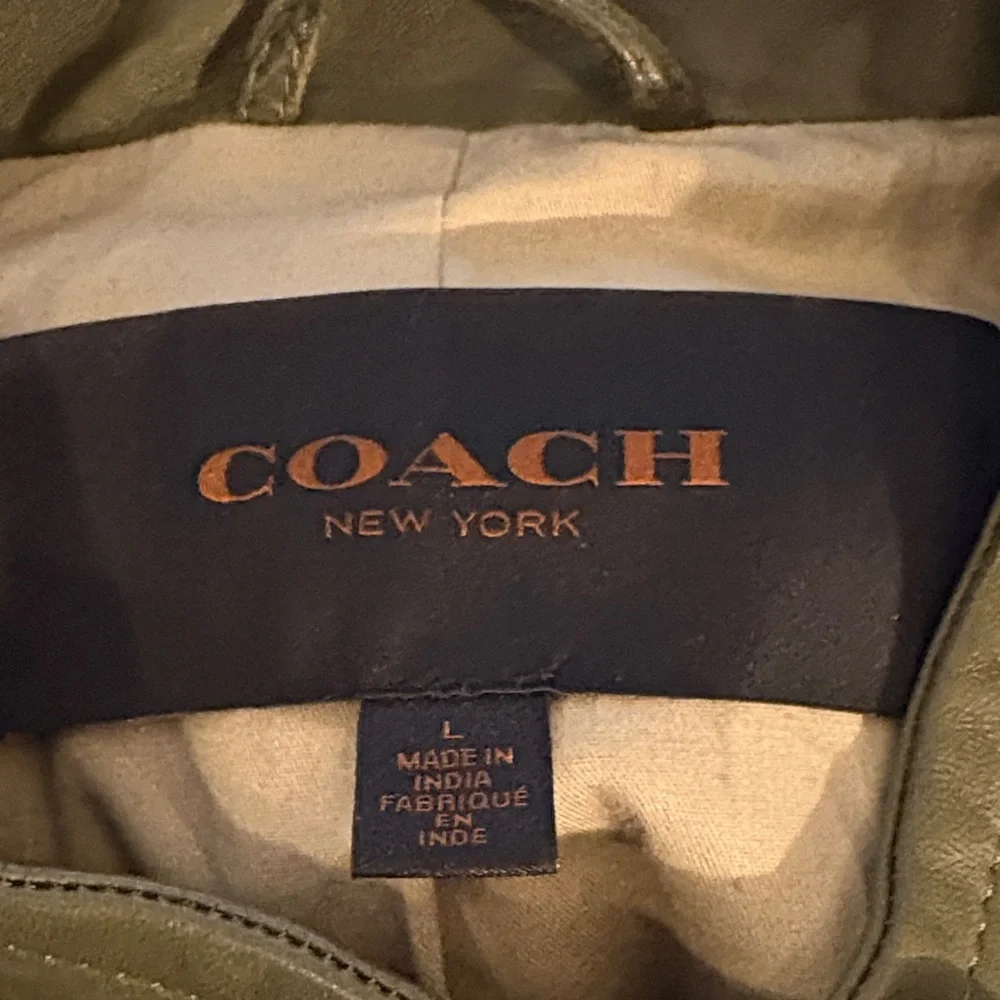 COACH
NEW YORK
L
MADE IN
INDIA
FABRIQUÉ
EN
INDE